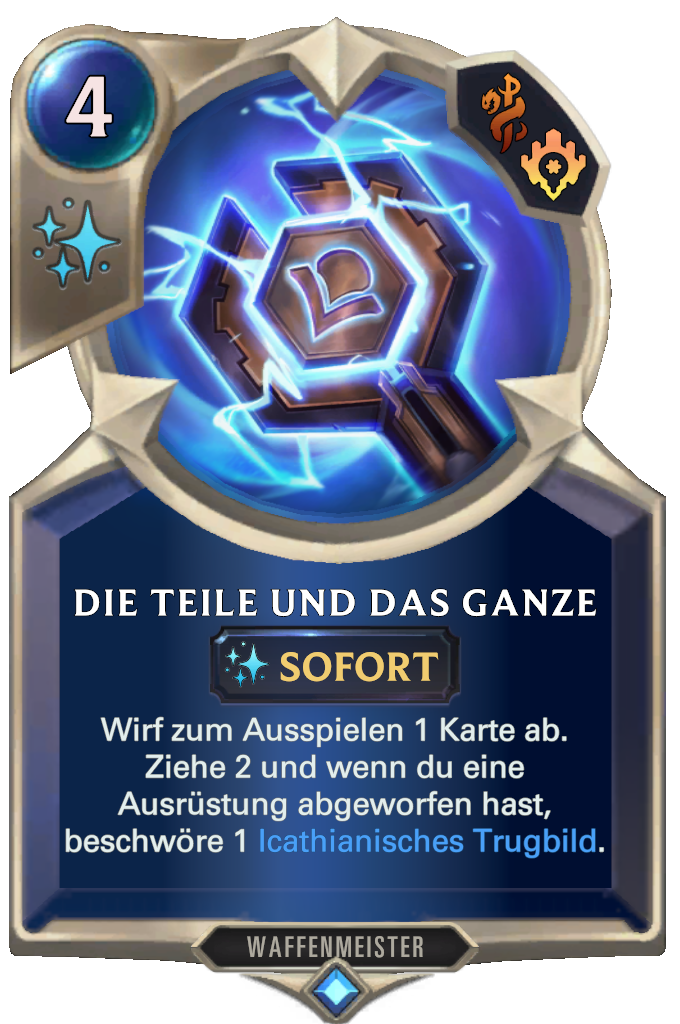 4
DIE TEILE UND DAS GANZE
SOFORT
Wirf zum Ausspielen 1 Karte ab.
Ziehe 2 und wenn du eine
Ausrüstung abgeworfen hast,
beschwöre 1 Icathianisches Trugbild.
WAFFENMEISTER